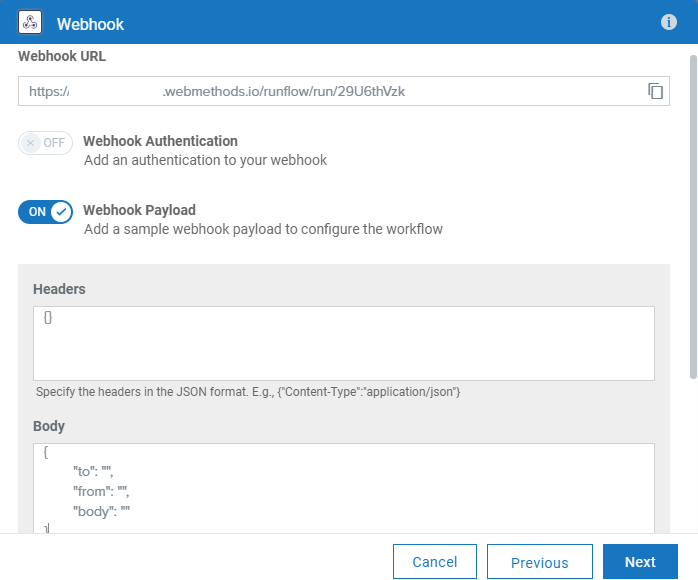 Webhook
Webhook URL
https:// .webmethods.io/runflow/run/29U6thVzk
OFF
Webhook Authentication
Add an authentication to your webhook
ON
Webhook Payload
Add a sample webhook payload to configure the workflow
Headers
{}
Specify the headers in the JSON format. E.g., {"Content-Type":"application/json"}
Body
{
"to": "",
"from": "",
"body": ""
}
Cancel
Previous
Next